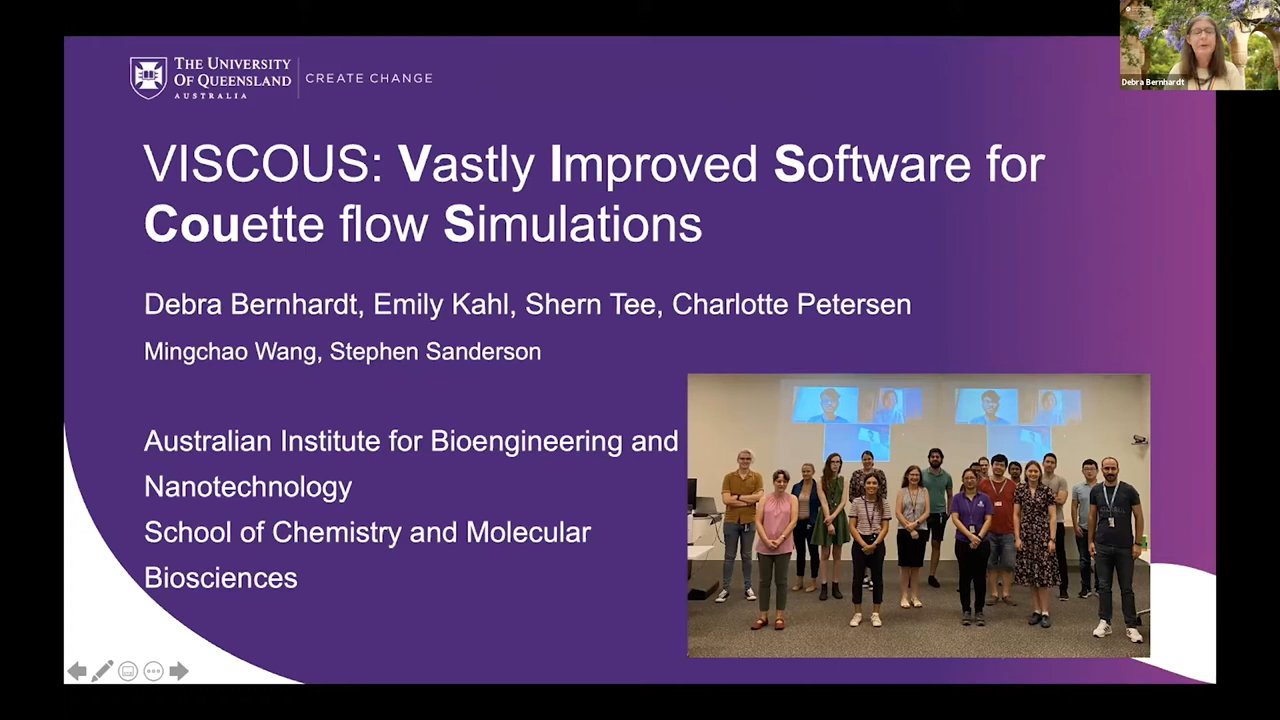 THE UNIVERSITY
OF QUEENSLAND
AUSTRALIA
CREATE CHANGE
Debra Bernhardt
VISCOUS: Vastly Improved Software for
Couette flow Simulations
Debra Bernhardt, Emily Kahl, Shern Tee, Charlotte Petersen
Mingchao Wang, Stephen Sanderson
Australian Institute for Bioengineering and
Nanotechnology
School of Chemistry and Molecular
Biosciences